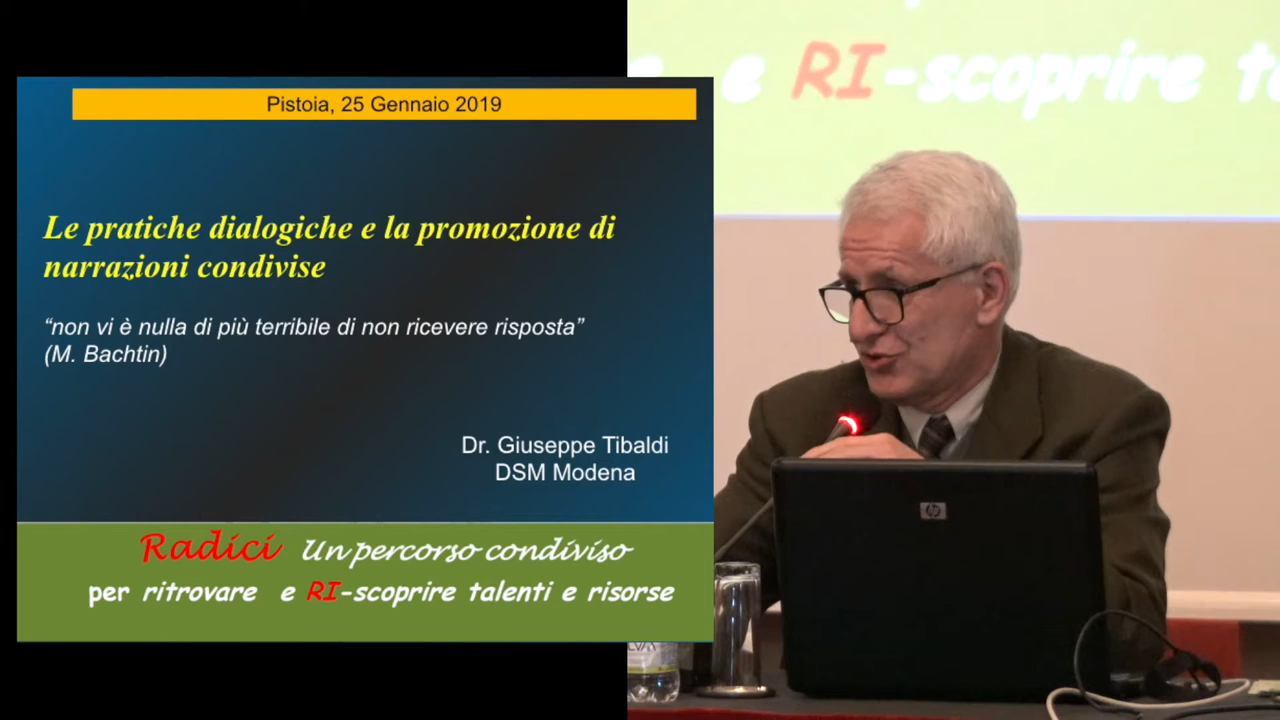 Pistoia, 25 Gennaio 2019
Le pratiche dialogiche e la promozione di
narrazioni condivise
“non vi è nulla di più terribile di non ricevere risposta”
(M. Bachtin)
Dr. Giuseppe Tibaldi
DSM Modena
Radici Un percorso condiviso
per ritrovare e RI-scoprire talenti e risorse
e RI-scoprire t
hp